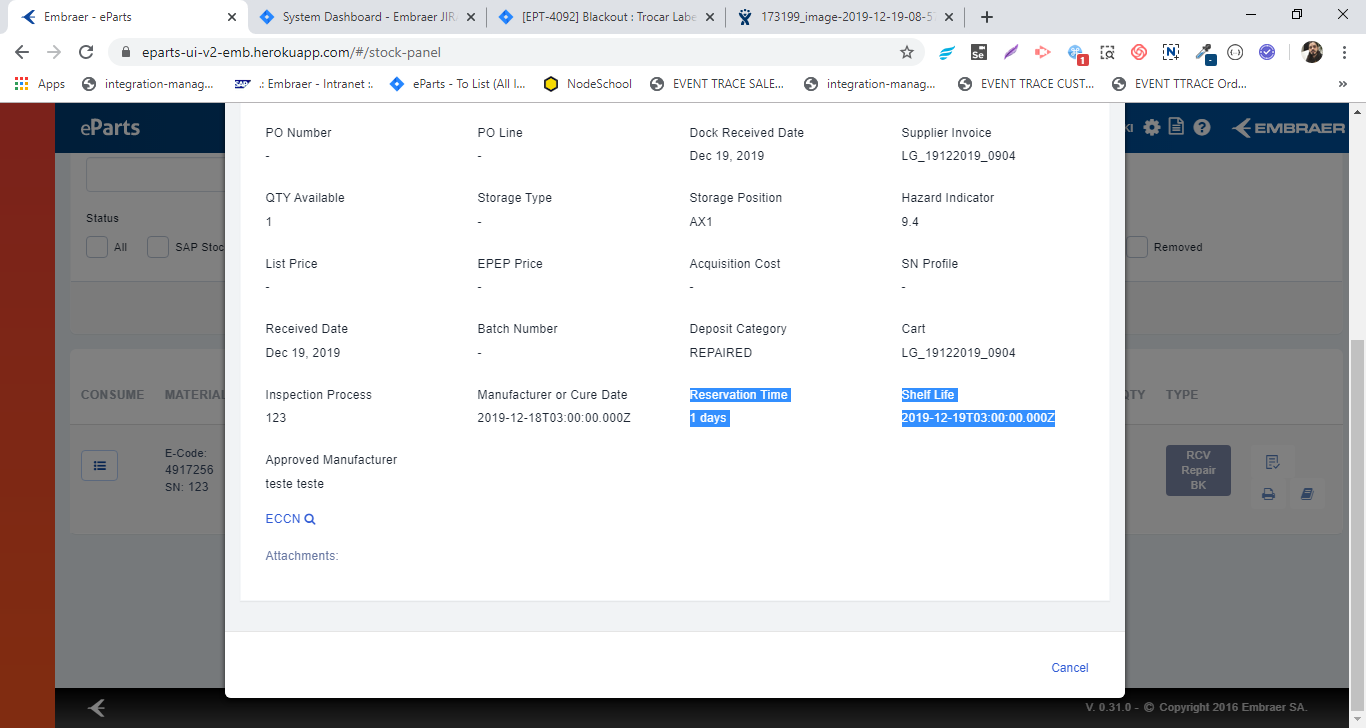 Embraer - eParts
System Dashboard - Embraer JIRA
[EPT-4092] Blackout : Trocar Labe
173199_image-2019-12-19-08-5
eparts-ui-v2-emb.herokuapp.com/#/stock-panel
Se
1
N
Apps
integration-manag...
SAP
.: Embraer - Intranet :.
eParts - To List (All I...
NodeSchool
EVENT TRACE SALE...
integration-manag...
EVENT TRACE CUST...
EVENT TTRACE Ord...
»
eParts
EMBRAER
PO Number
PO Line
Dock Received Date
Supplier Invoice
-
-
Dec 19, 2019
LG_19122019_0904
QTY Available
Storage Type
Storage Position
Hazard Indicator
1
-
AX1
9.4
Status
All
SAP Stoc
Removed
List Price
EPEP Price
Acquisition Cost
SN Profile
-
-
-
-
Received Date
Batch Number
Deposit Category
Cart
Dec 19, 2019
-
REPAIRED
LG_19122019_0904
CONSUME
MATERIAL
QTY
TYPE
Inspection Process
Manufacturer or Cure Date
Reservation Time
Shelf Life
123
2019-12-18T03:00:00.000Z
1 days
2019-12-19T03:00:00.000Z
E-Code:
4917256
SN: 123
RCV
Repair
BK
Approved Manufacturer
teste teste
ECCN
Attachments:
Cancel
V. 0.31.0 - © Copyright 2016 Embraer SA.